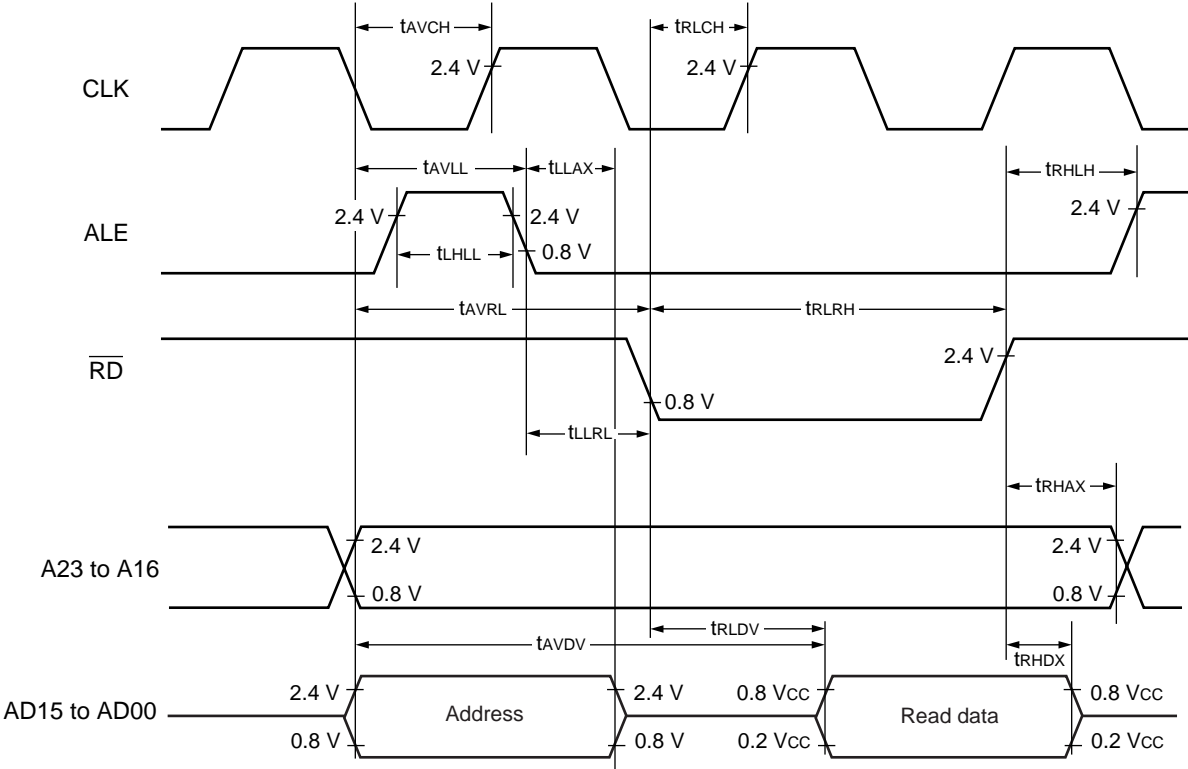 tAVCH
tRLCH
2.4 V
2.4 V
CLK
tAVLL
tLLAX
tRHLH
2.4 V
2.4 V
2.4 V
ALE
tLHLL
0.8 V
tAVRL
tRLRH
RD
2.4 V
0.8 V
tLLRL
tRHAX
2.4 V
2.4 V
A23 to A16
0.8 V
0.8 V
tRLDV
tAVDV
tRHDX
2.4 V
2.4 V
0.8 VCC
0.8 VCC
AD15 to AD00
Address
Read data
0.8 V
0.8 V
0.2 VCC
0.2 VCC